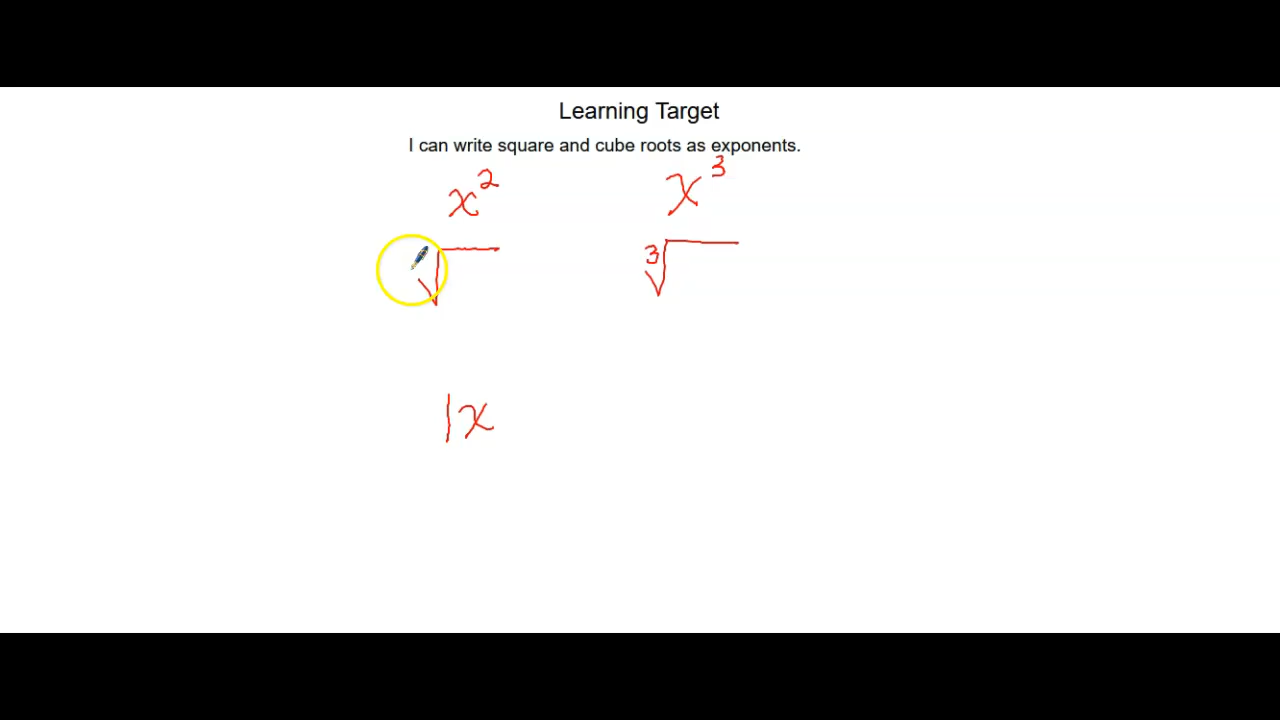 Learning Target
I can write square and cube roots as exponents.
x² x³
√ ∛
1x